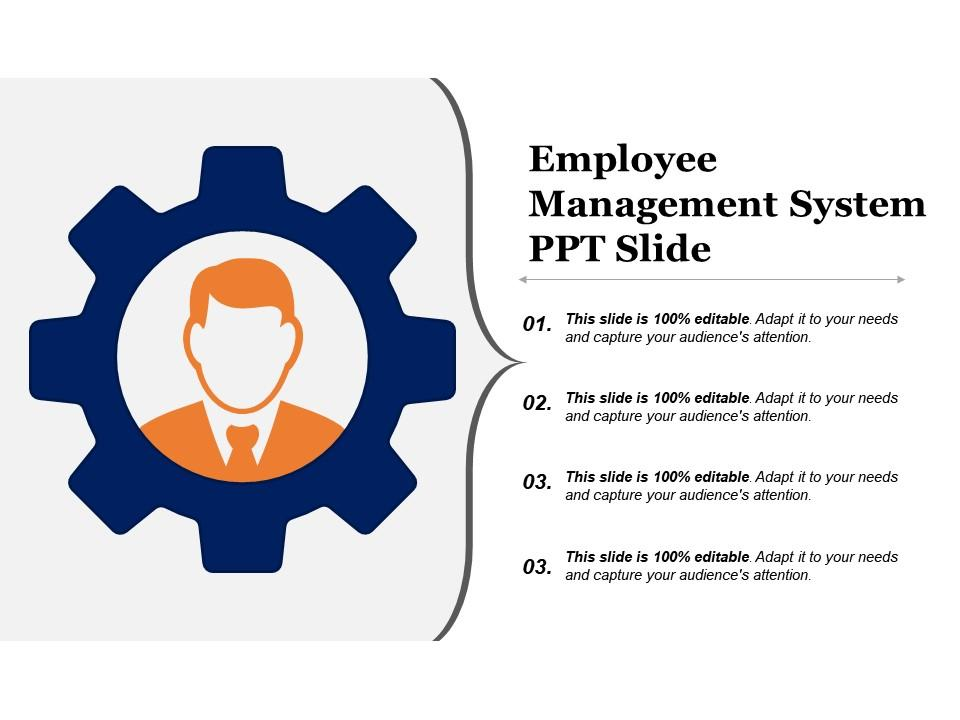 Employee
Management System
PPT Slide
01. This slide is 100% editable. Adapt it to your needs
and capture your audience's attention.
02. This slide is 100% editable. Adapt it to your needs
and capture your audience's attention.
03. This slide is 100% editable. Adapt it to your needs
and capture your audience's attention.
03. This slide is 100% editable. Adapt it to your needs
and capture your audience's attention.